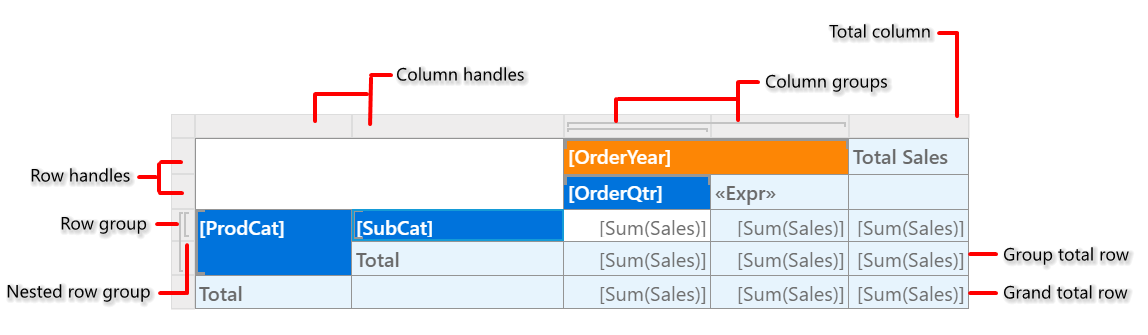 Total column
Column handles
Column groups
[OrderYear] Total Sales
Row handles
[OrderQtr] «Expr»
Row group
[ProdCat] [SubCat] [Sum(Sales)] [Sum(Sales)] [Sum(Sales)]
Total [Sum(Sales)] [Sum(Sales)] [Sum(Sales)] Group total row
Nested row group
Total [Sum(Sales)] [Sum(Sales)] [Sum(Sales)] Grand total row